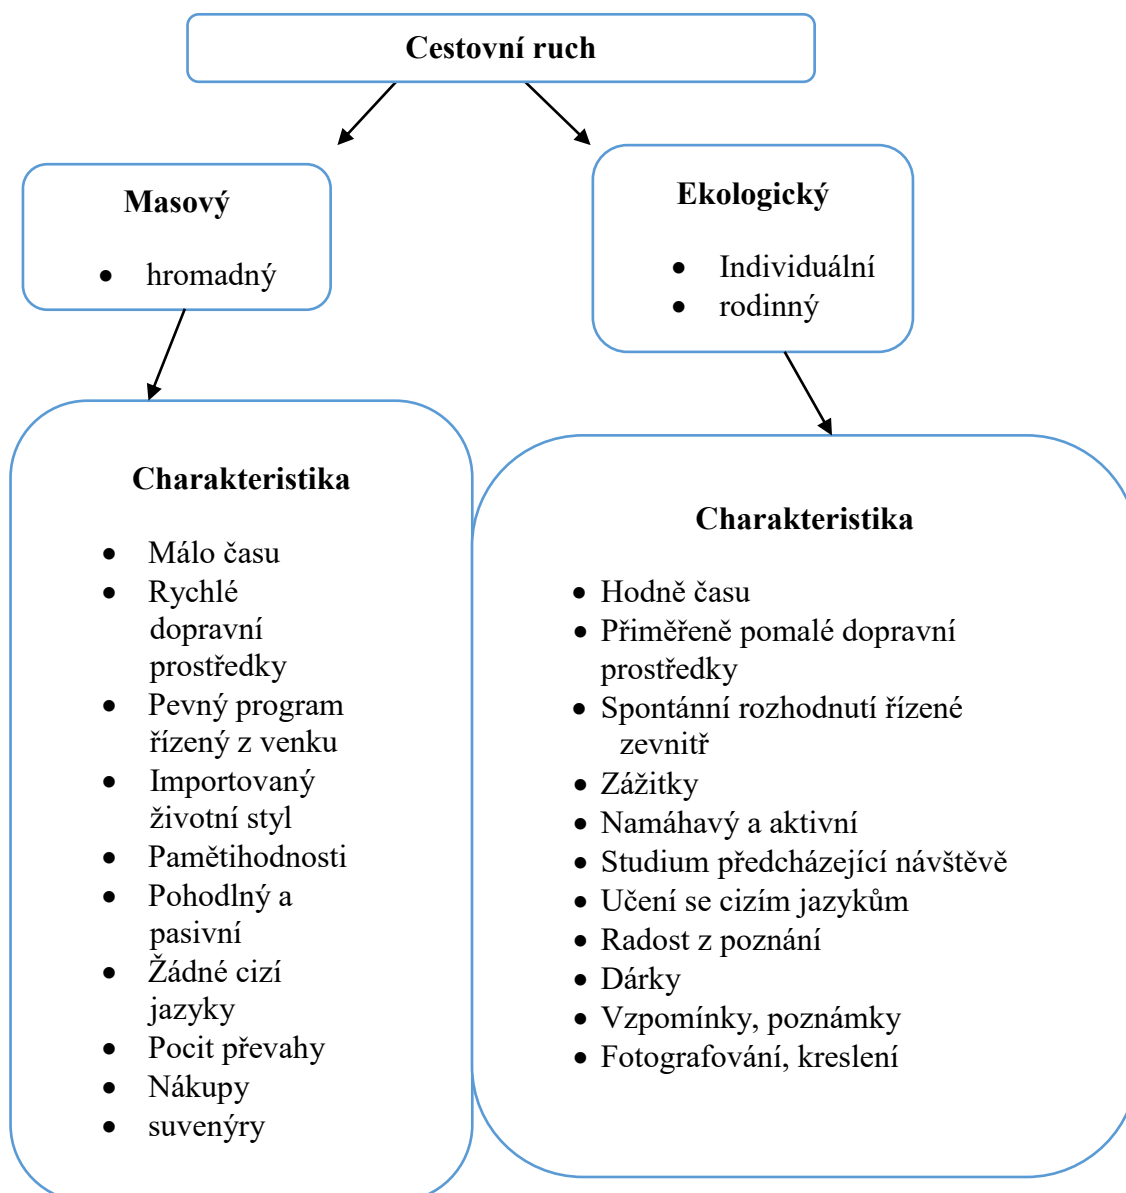 Cestovní ruch
Masový
• hromadný
Ekologický
• Individuální
• rodinný
Charakteristika
• Málo času
• Rychlé
dopravní
prostředky
• Pevný program
řízený z venku
• Importovaný
životní styl
• Pamětihodnosti
• Pohodlný a
pasivní
• Žádné cizí
jazyky
• Pocit převahy
• Nákupy
• suvenýry
Charakteristika
• Hodně času
• Přiměřeně pomalé dopravní
prostředky
• Spontánní rozhodnutí řízené
zevnitř
• Zážitky
• Namáhavý a aktivní
• Studium předcházející návštěvě
• Učení se cizím jazykům
• Radost z poznání
• Dárky
• Vzpomínky, poznámky
• Fotografování, kreslení